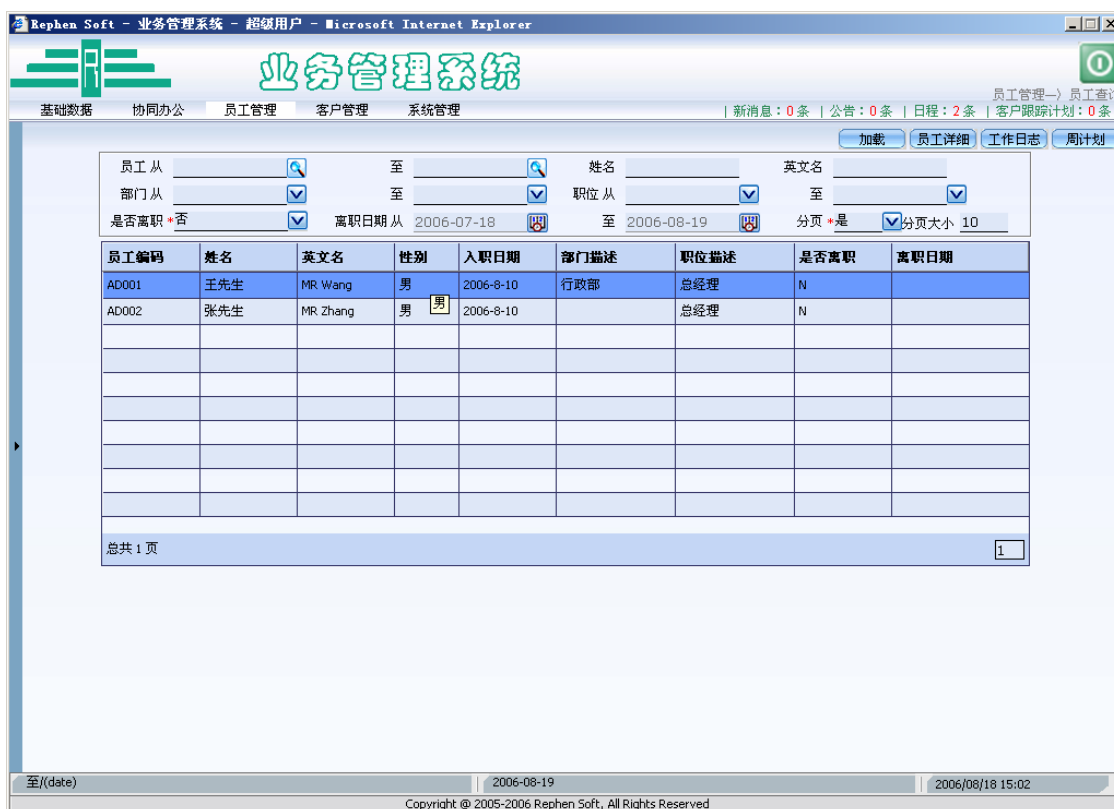 Rephen Soft - 业务管理系统 - 超级用户 - Microsoft Internet Explorer
业务管理系统
员工管理—〉员工查询
基础数据 协同办公 员工管理 客户管理 系统管理 | 新消息：0条 | 公告：0条 | 日程：2条 | 客户跟踪计划：0条
加载 员工详细 工作日志 周计划
员工 从 至 姓名 英文名
部门 从 至 职位 从 至
是否离职 *否 离职日期 从 2006-07-18 至 2006-08-19 分页 *是 分页大小 10
员工编码 姓名 英文名 性别 入职日期 部门描述 职位描述 是否离职 离职日期
AD001 王先生 MR Wang 男 2006-8-10 行政部 总经理 N
男
AD002 张先生 MR Zhang 男 2006-8-10 总经理 N
总共 1 页 1
至/(date) 2006-08-19 2006/08/18 15:02
Copyright @ 2005-2006 Rephen Soft, All Rights Reserved